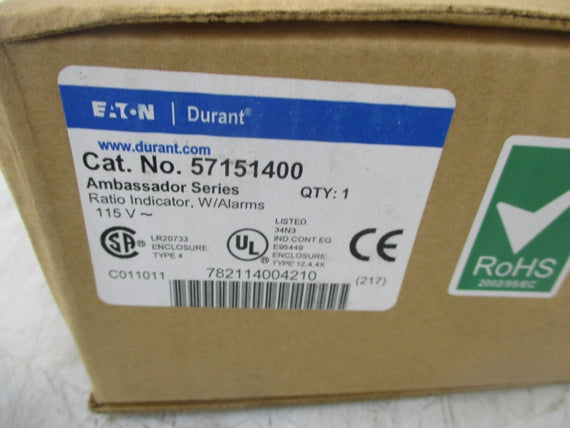 EATON | Durant®
www.durant.com
Cat. No. 57151400
Ambassador Series QTY: 1
Ratio Indicator, W/Alarms
115 V ~
SA ® LR20733
ENCLOSURE:
TYPE 4
UL ® LISTED
34N3
IND.CONT.EQ.
E95449
ENCLOSURE:
TYPE 12,4,4X
CE
C011011 782114004210 (217)
RoHS
2002/95/EC